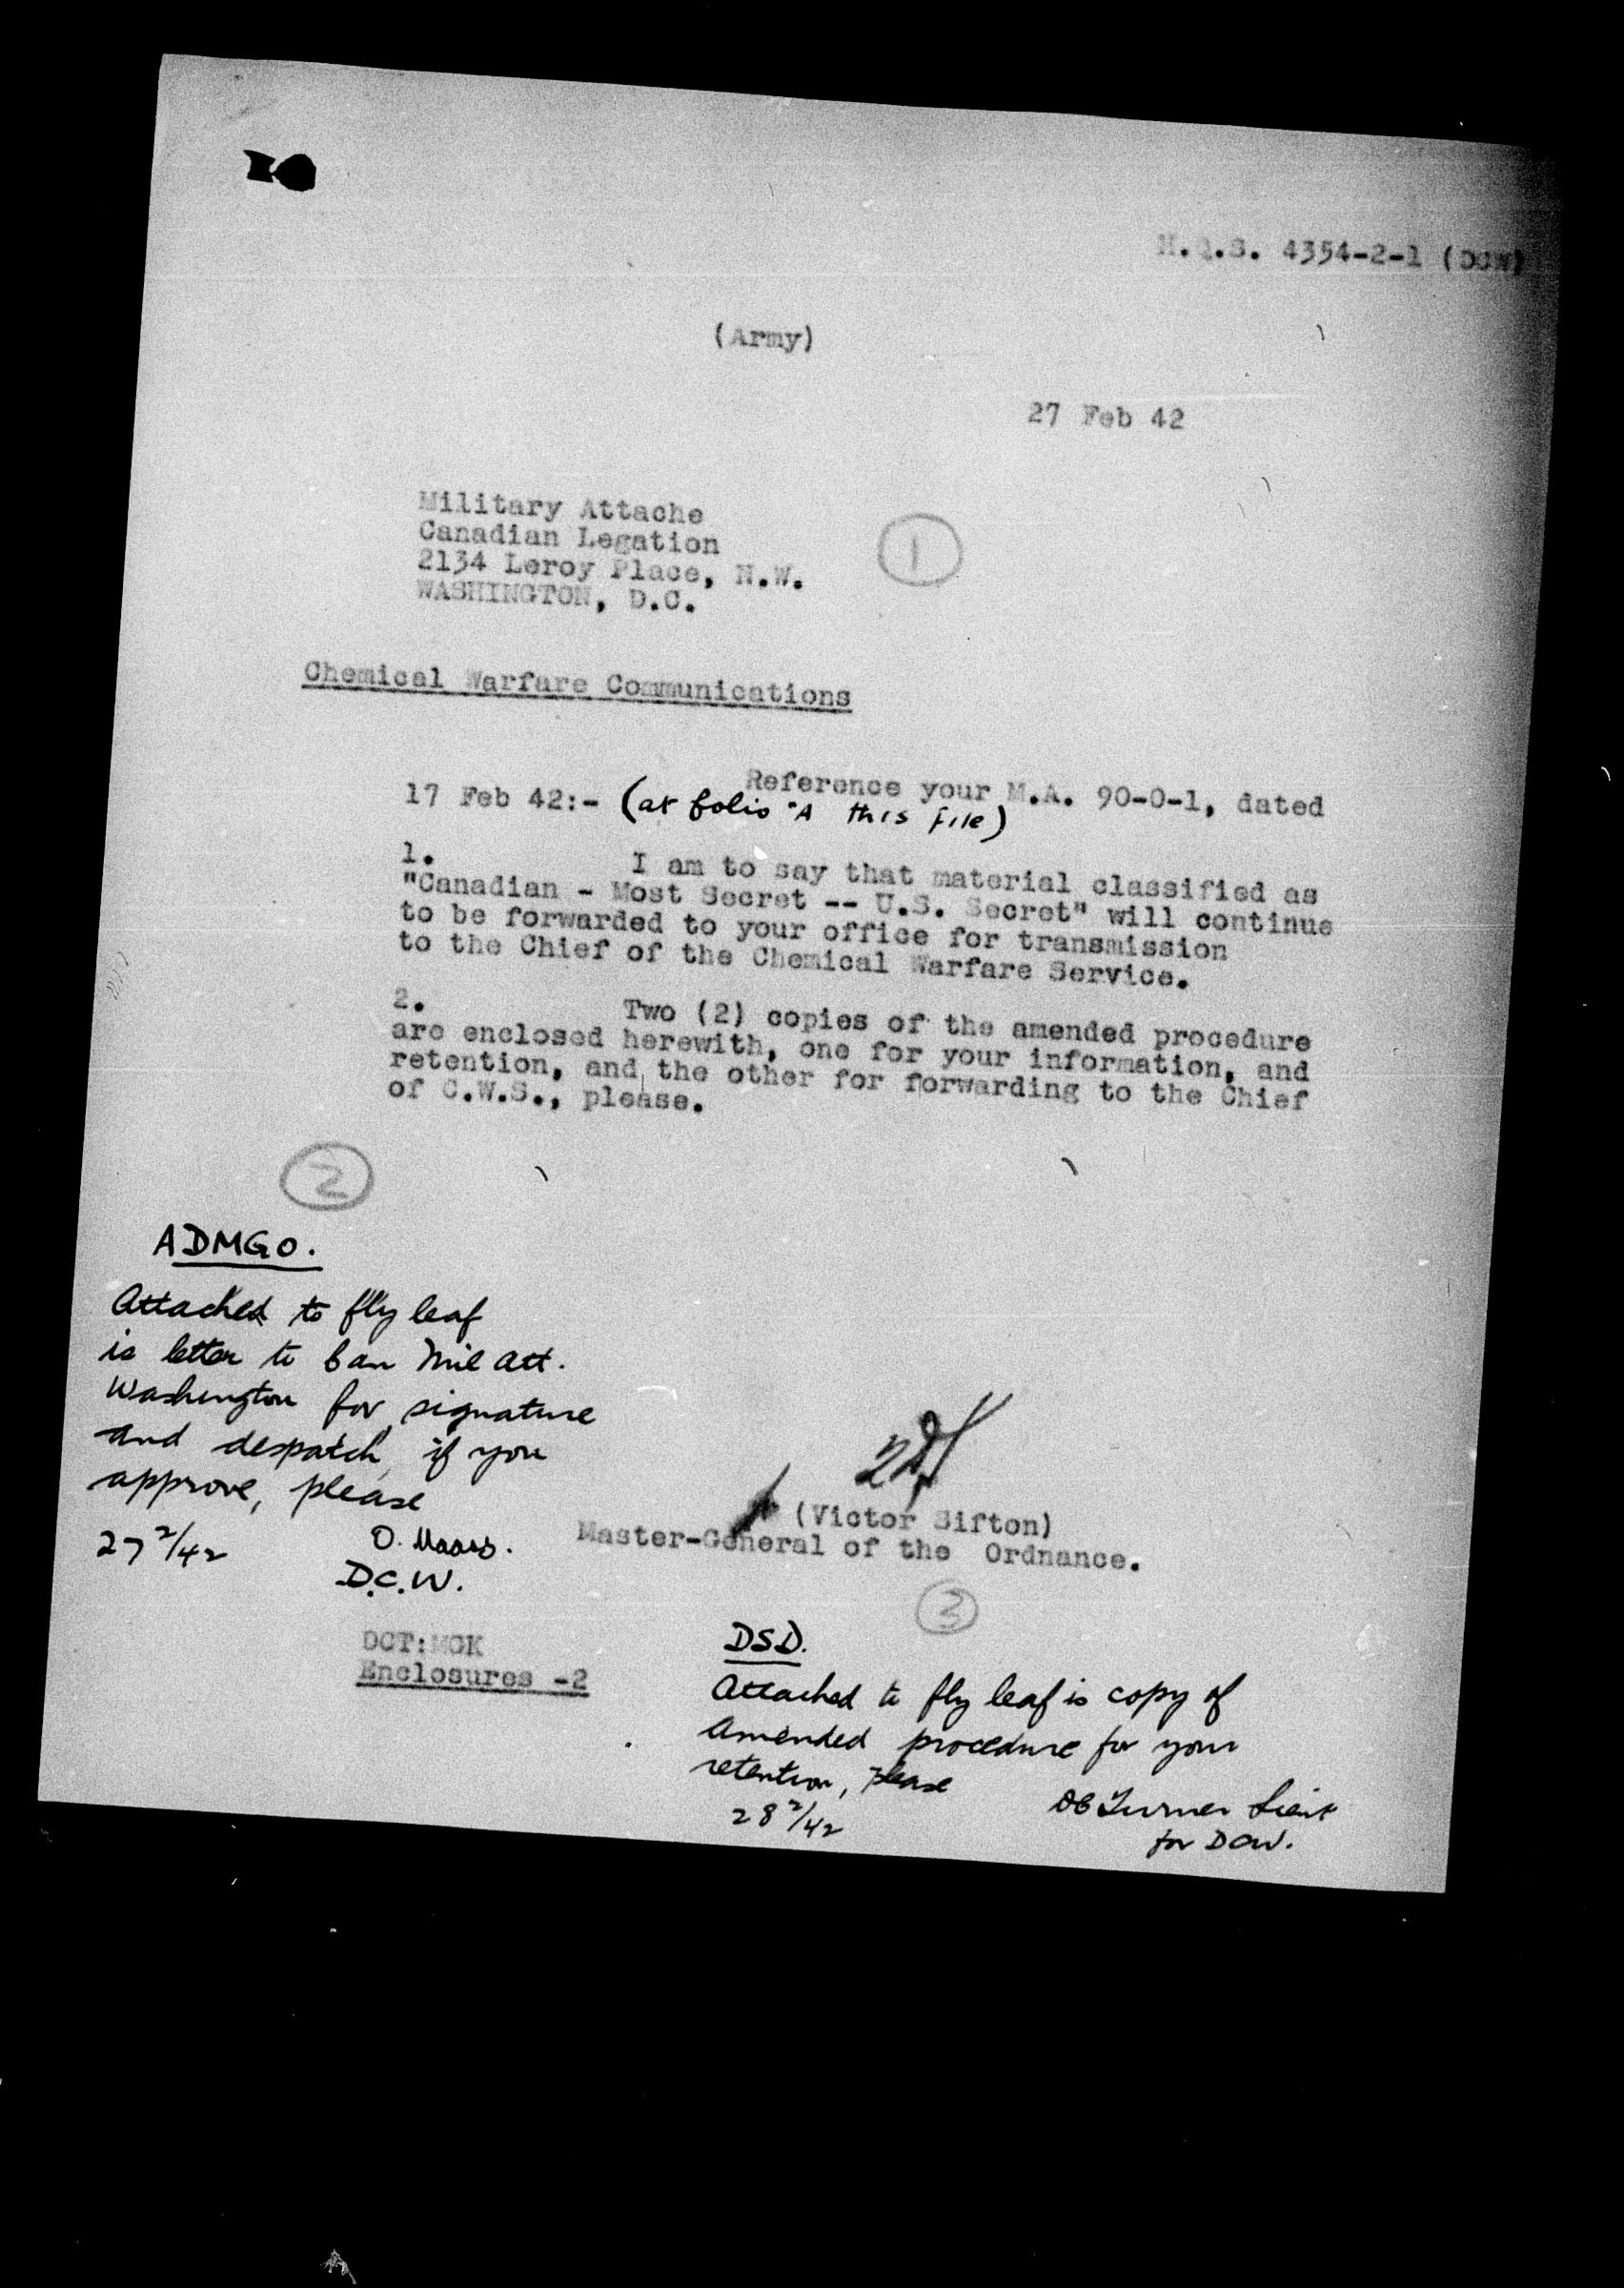 H.Q.S. 4354-2-1 (DCW)
(Army)
27 Feb 42
Military Attache
Canadian Legation
2134 Leroy Place, N.W.
WASHINGTON, D.C.
1
Chemical Warfare Communications
Reference your M.A. 90-0-1, dated
17 Feb 42:- (at folio "A this file)
1. I am to say that material classified as
"Canadian - Most Secret -- U.S. Secret" will continue
to be forwarded to your office for transmission
to the Chief of the Chemical Warfare Service.
2. Two (2) copies of the amended procedure
are enclosed herewith, one for your information, and
retention, and the other for forwarding to the Chief
of C.W.S., please.
2
ADMGO.
Attached to fly leaf
is letter to Can Mil Att.
Washington for signature
and despatch, if you
approve, please
27 2/42 O. Maass.
D.C.W.
(Victor Sifton)
Master-General of the Ordnance.
DCT:MGK
Enclosures -2
3
DSD.
Attached to fly leaf is copy of
Amended procedure for your
retention, please
28 2/42
Turner Lieut
for DCW.